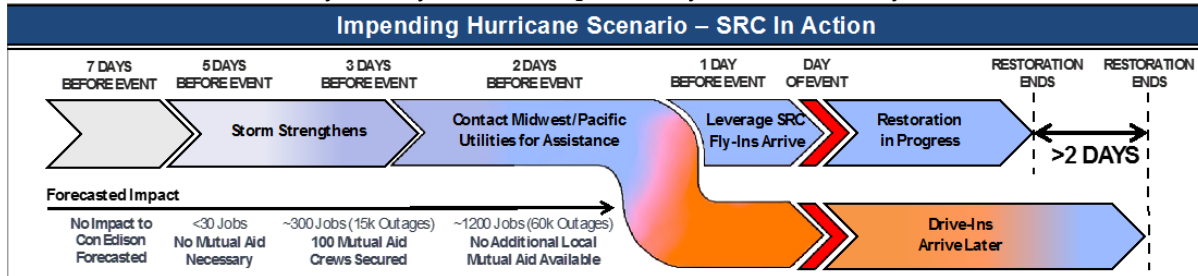 Impending Hurricane Scenario – SRC In Action
7 DAYS
BEFORE EVENT
5 DAYS
BEFORE EVENT
3 DAYS
BEFORE EVENT
2 DAYS
BEFORE EVENT
1 DAY
BEFORE EVENT
DAY
OF EVENT
RESTORATION
ENDS
RESTORATION
ENDS
Storm Strengthens
Contact Midwest/Pacific
Utilities for Assistance
Leverage SRC
Fly-Ins Arrive
Restoration
in Progress
>2 DAYS
Forecasted Impact
No Impact to
Con Edison
Forecasted
<30 Jobs
No Mutual Aid
Necessary
~300 Jobs (15k Outages)
100 Mutual Aid
Crews Secured
~1200 Jobs (60k Outages)
No Additional Local
Mutual Aid Available
Drive-Ins
Arrive Later